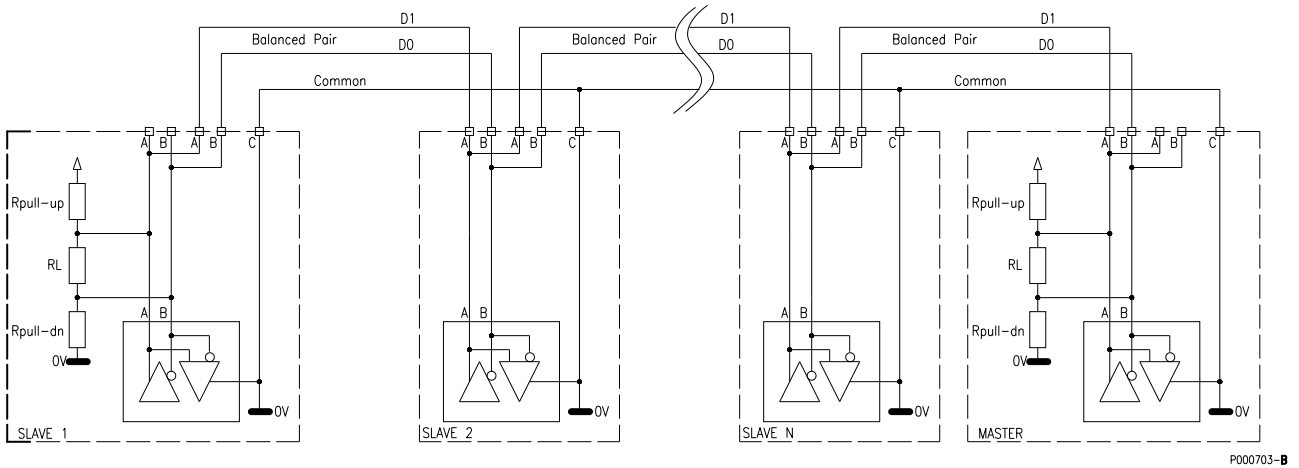 D1 D1 D1
Balanced Pair D0 Balanced Pair D0 Balanced Pair D0
Common Common
A B A B C A B A B C A B A B C A B A B C
Rpull-up Rpull-up
RL RL
A B A B A B A B
Rpull-dn Rpull-dn
0V 0V
0V 0V 0V 0V
SLAVE 1 SLAVE 2 SLAVE N MASTER
P000703-B